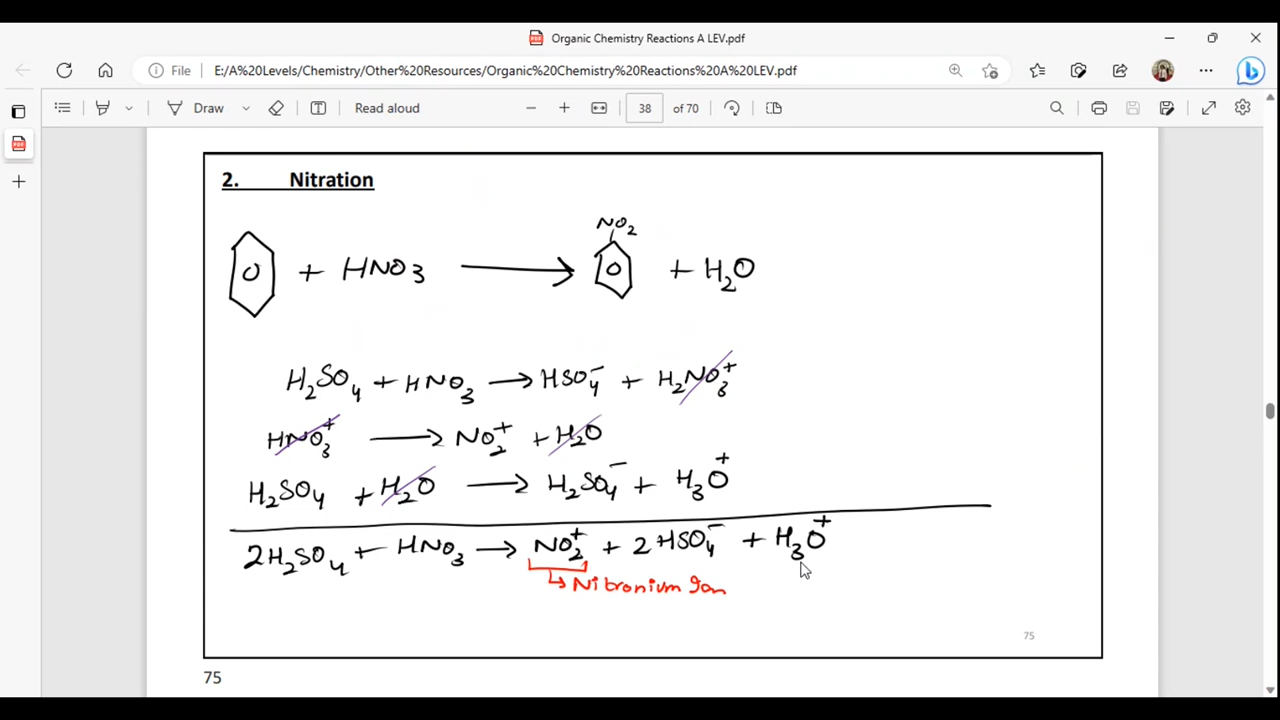 Organic Chemistry Reactions A LEV.pdf
File E:/A%20Levels/Chemistry/Other%20Resources/Organic%20Chemistry%20Reactions%20A%20LEV.pdf
Draw Read aloud 38 of 70
2. Nitration
NO₂
+ HNO₃ ⟶ + H₂O
H₂SO₄ + HNO₃ ⟶ HSO₄⁻ + H₂NO₃⁺
HNO₃⁺ ⟶ NO₂⁺ + H₂O
H₂SO₄ + H₂O ⟶ H₂SO₄⁻ + H₃O⁺
2H₂SO₄ + HNO₃ ⟶ NO₂⁺ + 2HSO₄⁻ + H₃O⁺
↳ Nitronium Ion
75
75